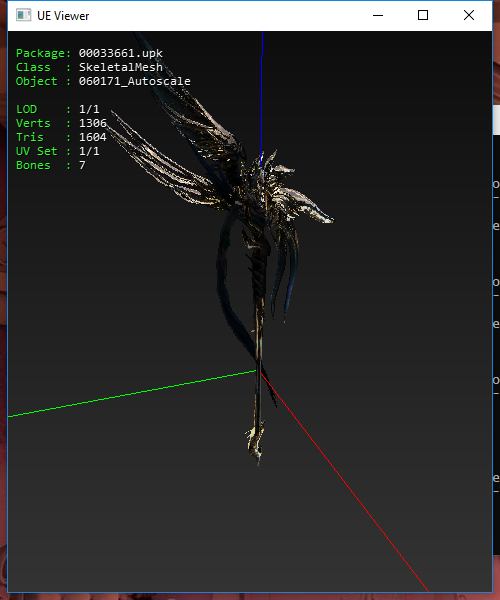 UE Viewer
Package: 00033661.upk
Class  : SkeletalMesh
Object : 060171_Autoscale
LOD    : 1/1
Verts  : 1306
Tris   : 1604
UV Set : 1/1
Bones  : 7